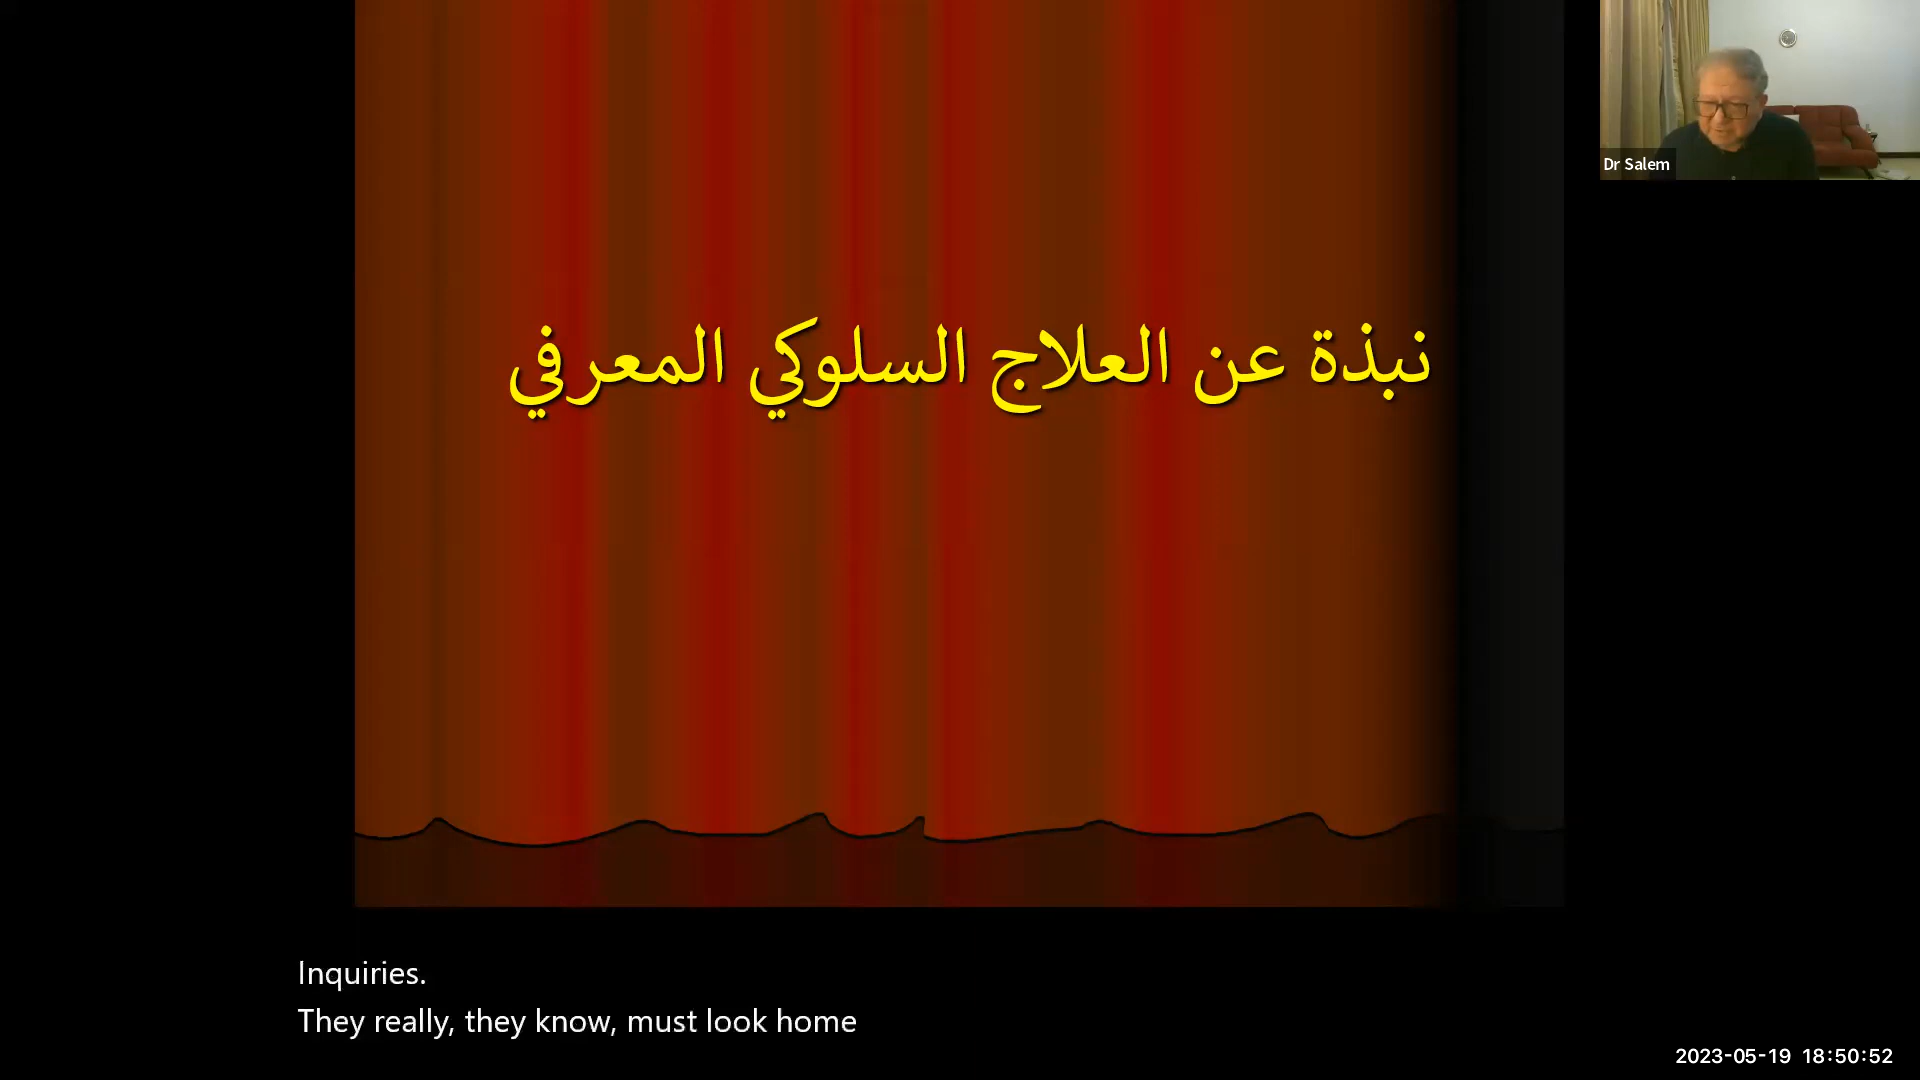 نبذة عن العلاج السلوكي المعرفي
Dr Salem
Inquiries.
They really, they know, must look home
2023-05-19 18:50:52